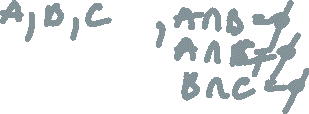 A, B, C , A∩B=∅
A∩C=∅
B∩C=∅